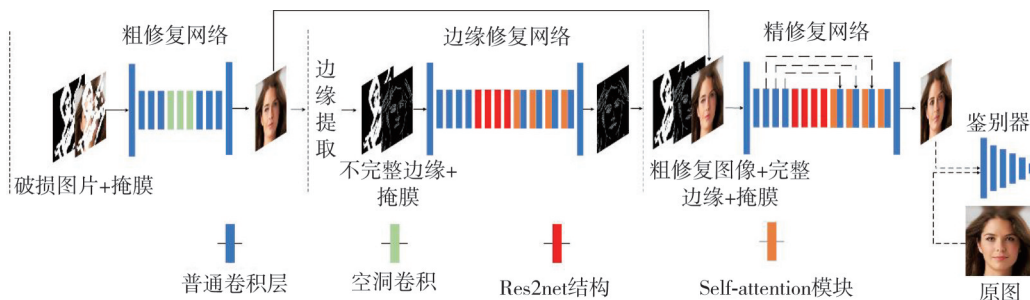 粗修复网络
边缘修复网络
精修复网络
边缘提取
鉴别器
破损图片+掩膜
不完整边缘+
掩膜
粗修复图像+完整
边缘+掩膜
普通卷积层
空洞卷积
Res2net结构
Self-attention模块
原图